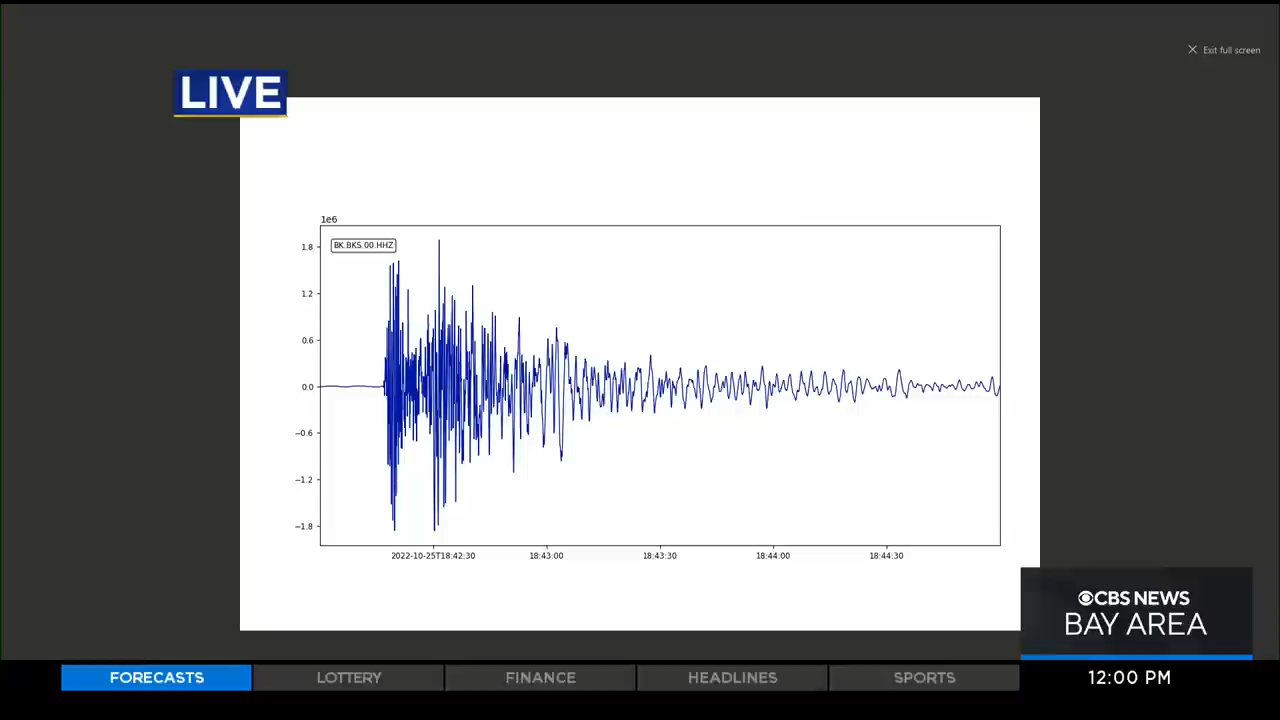 Exit full screen
LIVE
1e6
BK.BKS.00.HHZ
1.8
1.2
0.6
0.0
−0.6
−1.2
−1.8
2022-10-25T18:42:30 18:43:00 18:43:30 18:44:00 18:44:30
CBS NEWS
BAY AREA
FORECASTS LOTTERY FINANCE HEADLINES SPORTS 12:00 PM